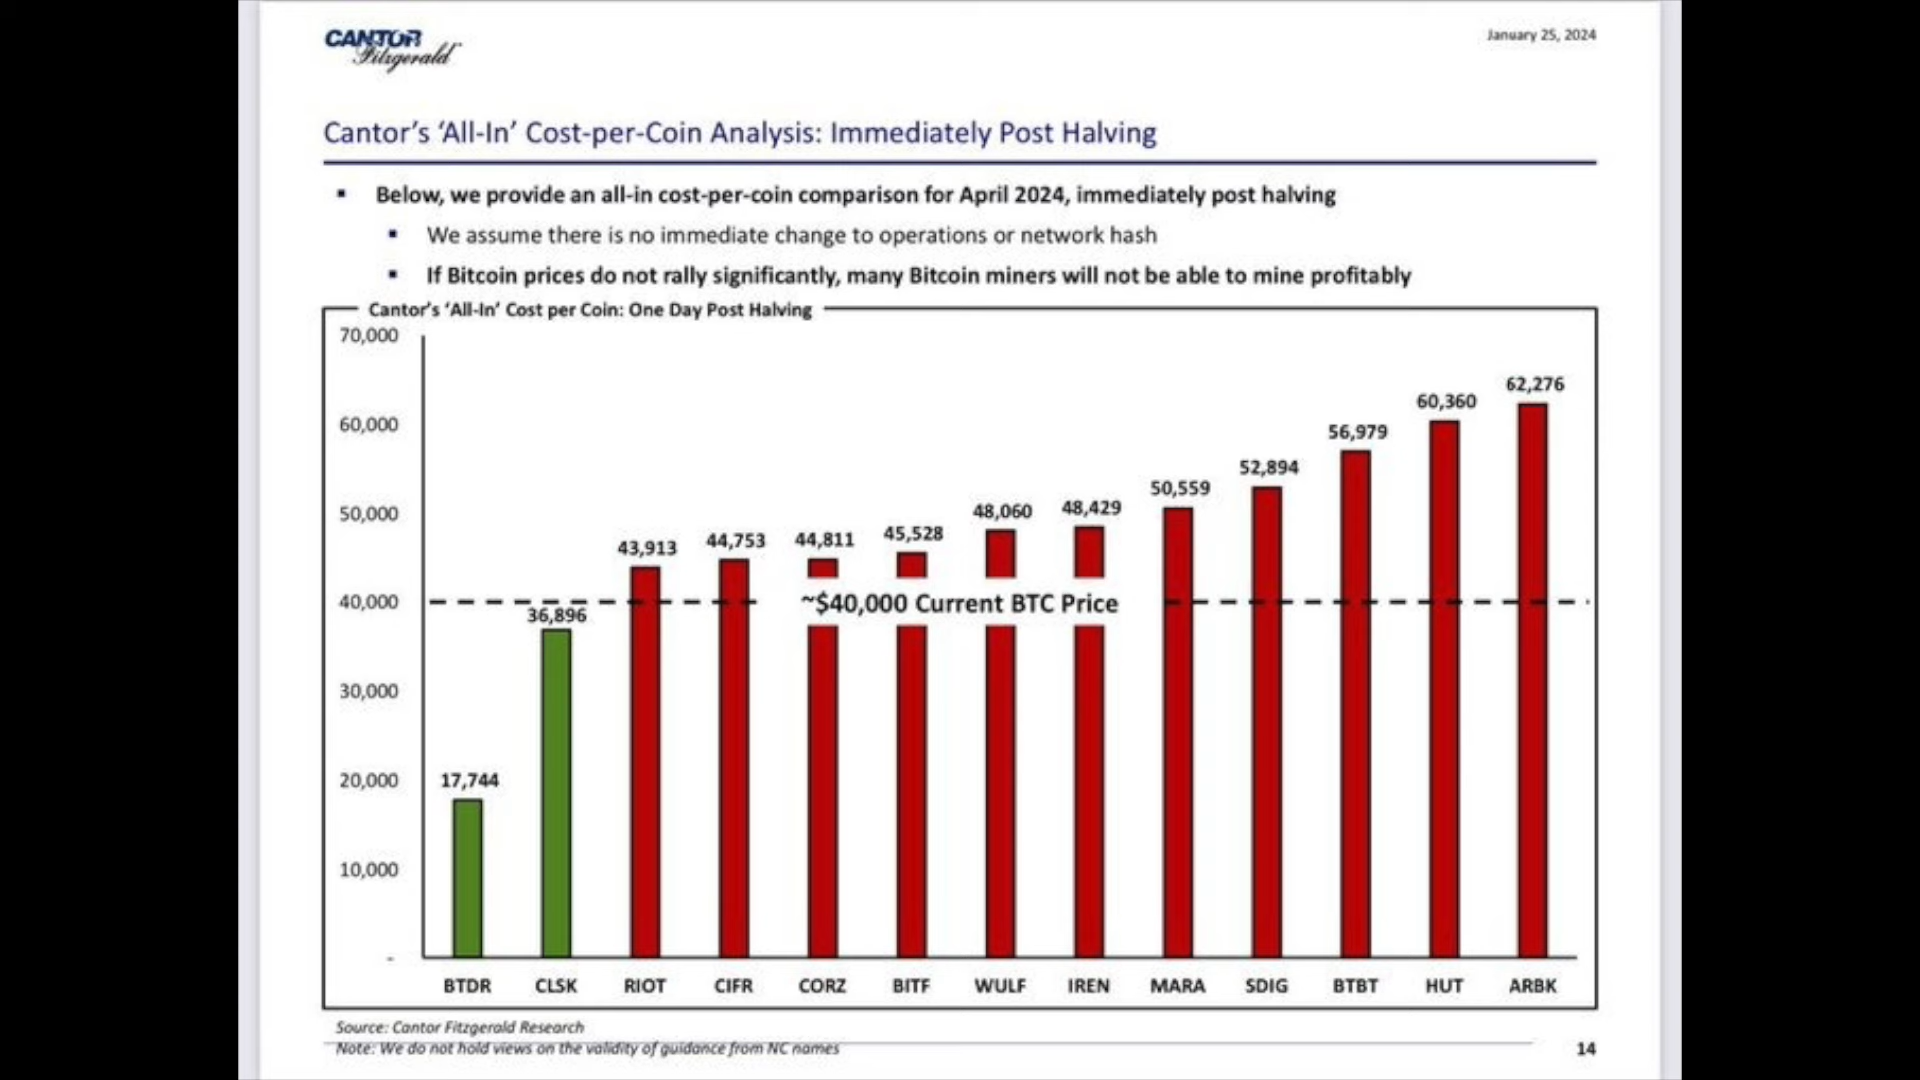 CANTOR
Fitzgerald
January 25, 2024
Cantor's 'All-In' Cost-per-Coin Analysis: Immediately Post Halving
▪ Below, we provide an all-in cost-per-coin comparison for April 2024, immediately post halving
▪ We assume there is no immediate change to operations or network hash
▪ If Bitcoin prices do not rally significantly, many Bitcoin miners will not be able to mine profitably
Cantor's 'All-In' Cost per Coin: One Day Post Halving
70,000
60,000
50,000
40,000
30,000
20,000
10,000
-
17,744
36,896
43,913
44,753
44,811
45,528
48,060
48,429
50,559
52,894
56,979
60,360
62,276
~$40,000 Current BTC Price
BTDR CLSK RIOT CIFR CORZ BITF WULF IREN MARA SDIG BTBT HUT ARBK
Source: Cantor Fitzgerald Research
Note: We do not hold views on the validity of guidance from NC names
14